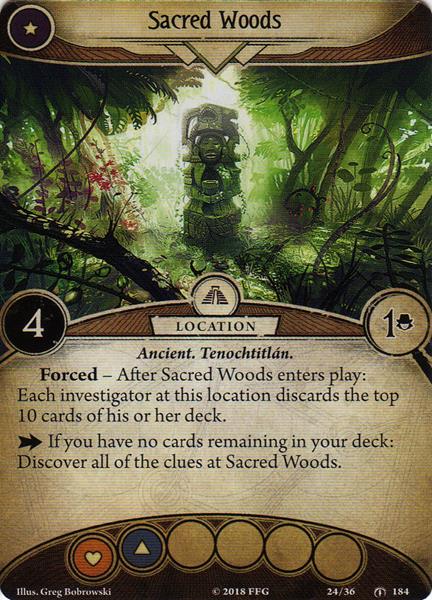 Sacred Woods
4
LOCATION
1
Ancient. Tenochtitlán.
Forced – After Sacred Woods enters play:
Each investigator at this location discards the top
10 cards of his or her deck.
If you have no cards remaining in your deck:
Discover all of the clues at Sacred Woods.
Illus. Greg Bobrowski © 2018 FFG 24/36 184